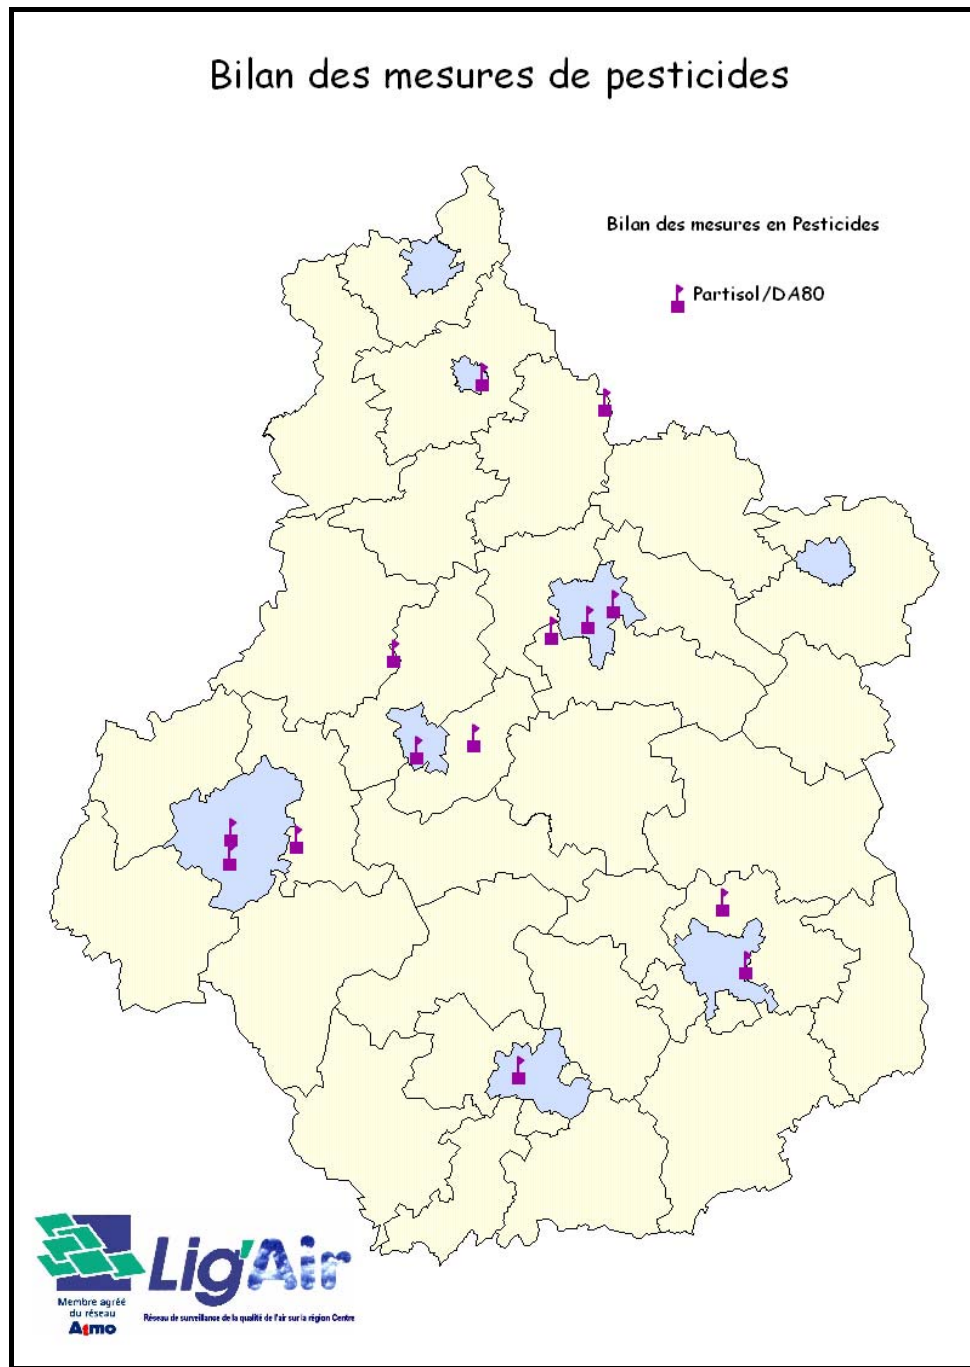 Bilan des mesures de pesticides
Bilan des mesures en Pesticides
Partisol/DA80
Lig'Air
Membre agréé
du réseau
Atmo
Réseau de surveillance de la qualité de l'air sur la région Centre